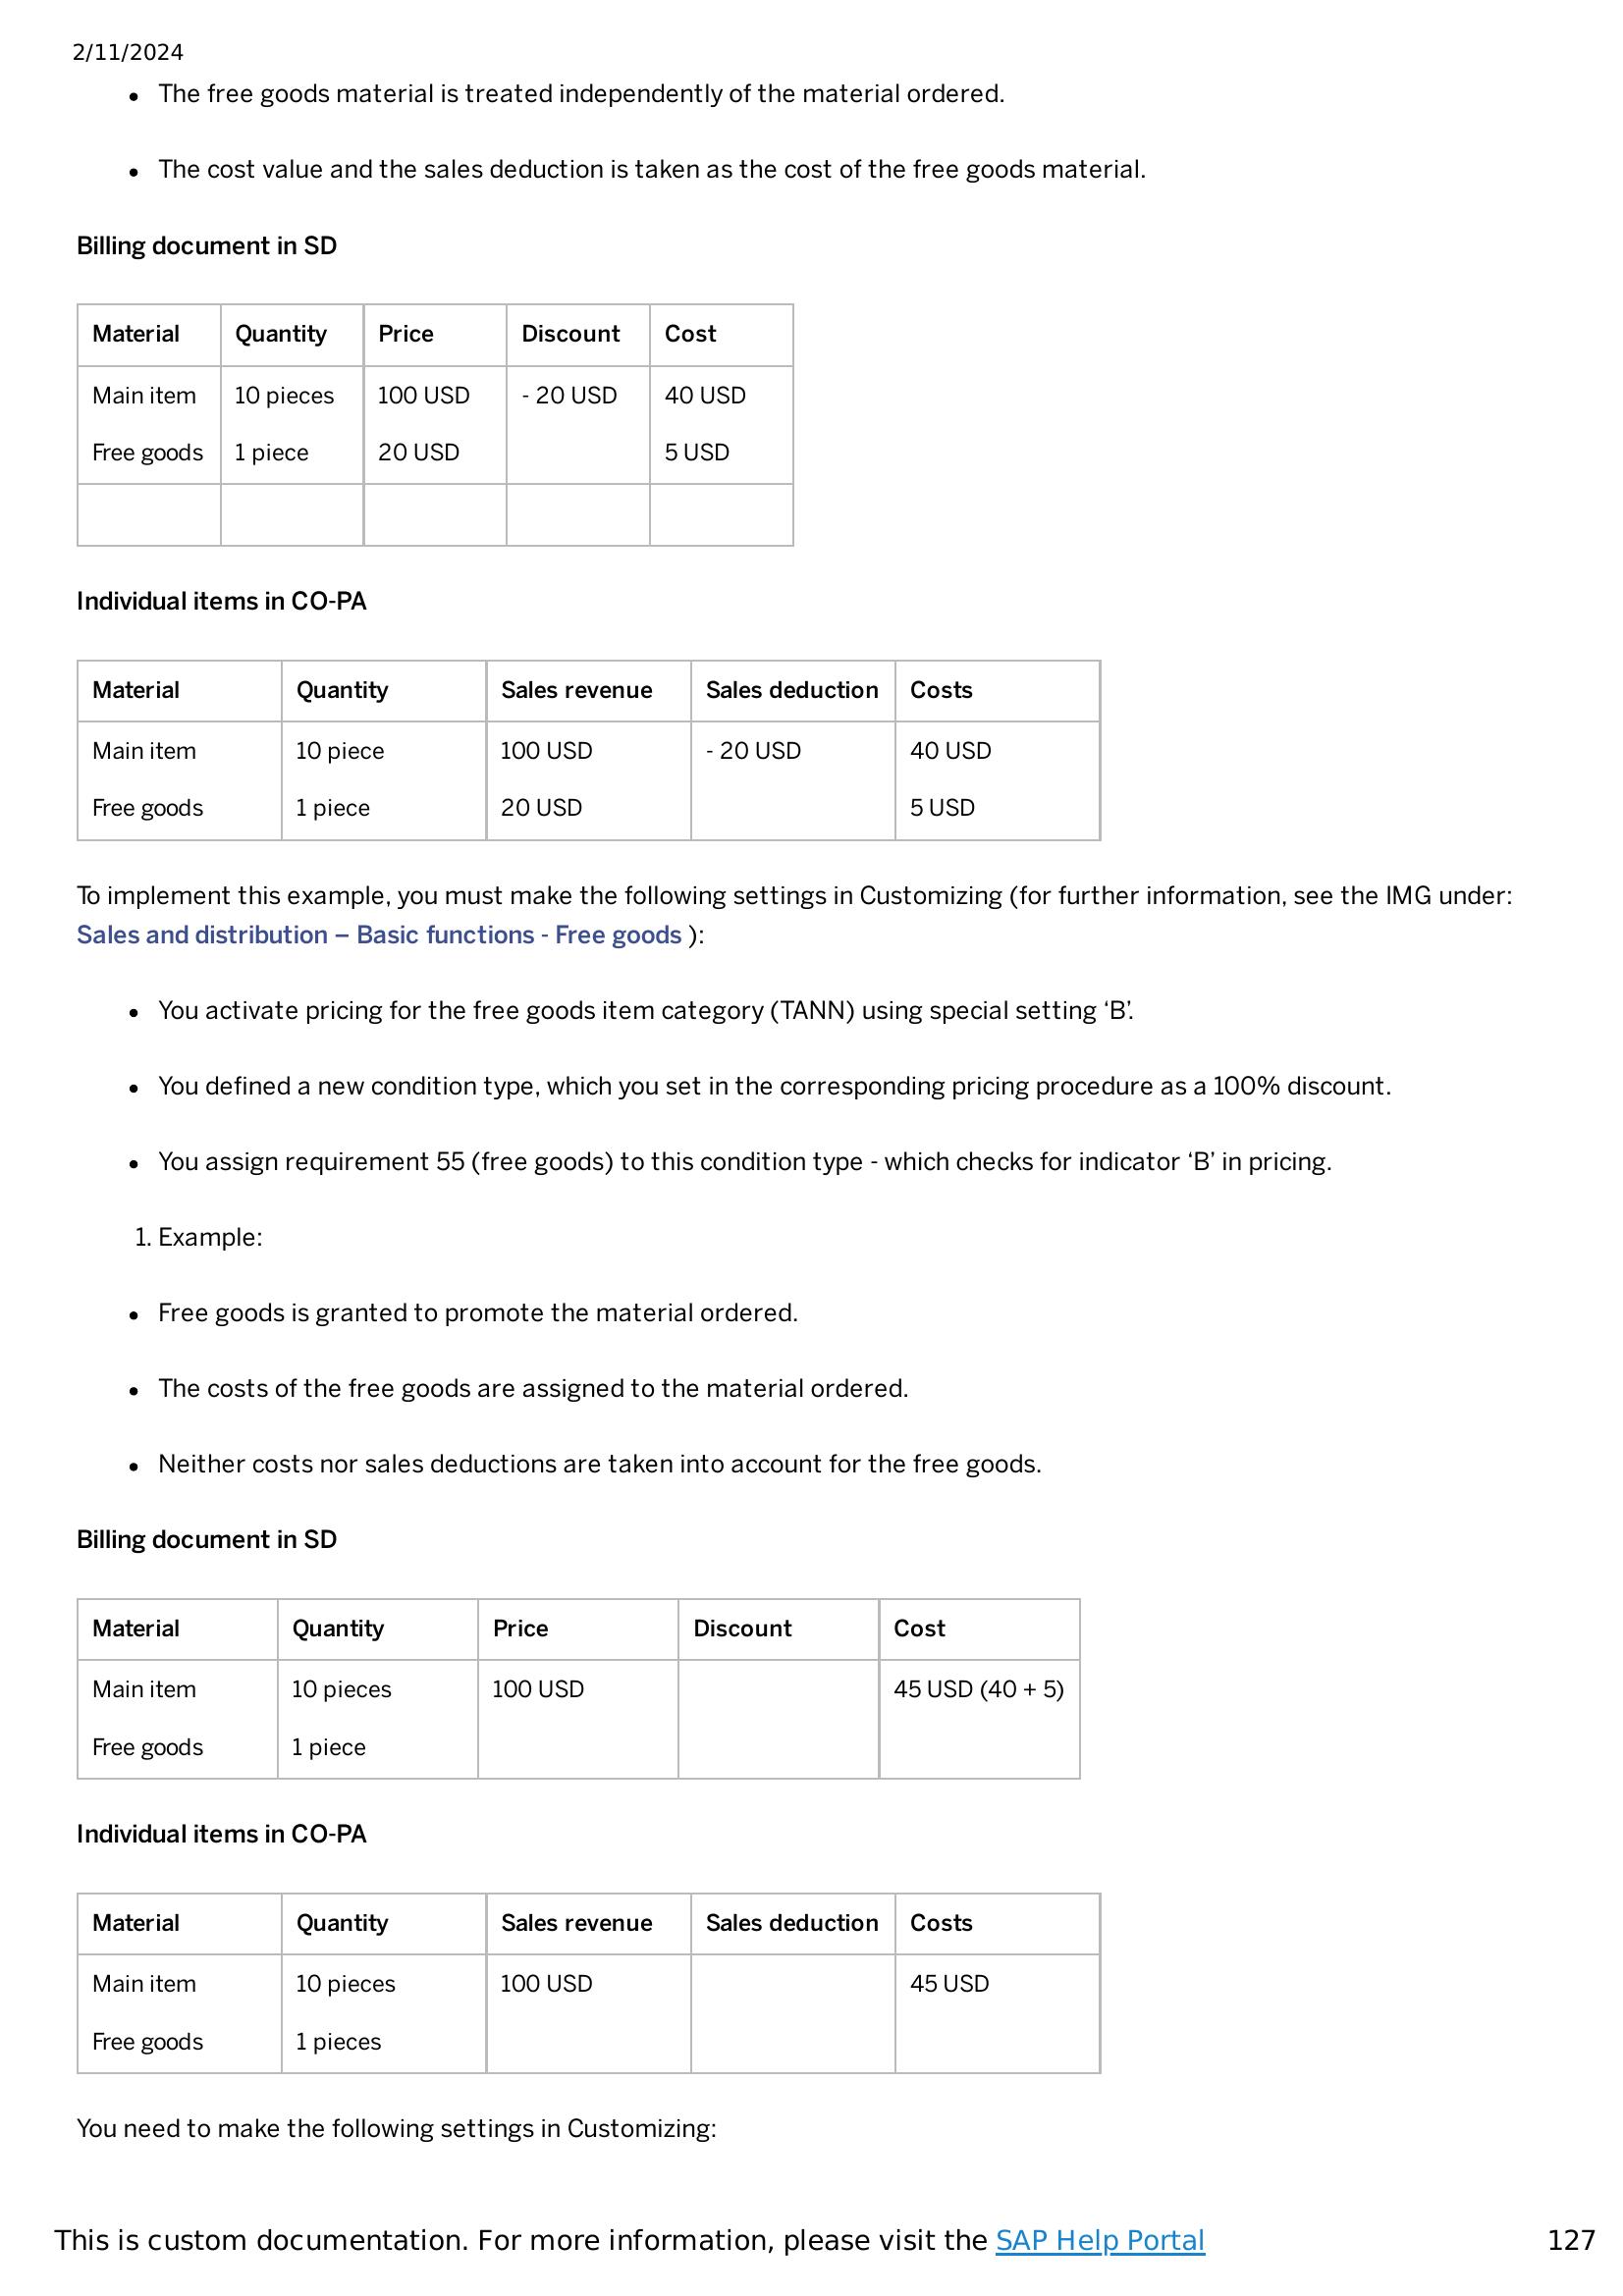 2/11/2024
• The free goods material is treated independently of the material ordered.
• The cost value and the sales deduction is taken as the cost of the free goods material.
Billing document in SD
Material Quantity Price Discount Cost
Main item 10 pieces 100 USD - 20 USD 40 USD
Free goods 1 piece 20 USD 5 USD
Individual items in CO-PA
Material Quantity Sales revenue Sales deduction Costs
Main item 10 piece 100 USD - 20 USD 40 USD
Free goods 1 piece 20 USD 5 USD
To implement this example, you must make the following settings in Customizing (for further information, see the IMG under:
Sales and distribution – Basic functions - Free goods ):
• You activate pricing for the free goods item category (TANN) using special setting ‘B’.
• You defined a new condition type, which you set in the corresponding pricing procedure as a 100% discount.
• You assign requirement 55 (free goods) to this condition type - which checks for indicator ‘B’ in pricing.
1. Example:
• Free goods is granted to promote the material ordered.
• The costs of the free goods are assigned to the material ordered.
• Neither costs nor sales deductions are taken into account for the free goods.
Billing document in SD
Material Quantity Price Discount Cost
Main item 10 pieces 100 USD 45 USD (40 + 5)
Free goods 1 piece
Individual items in CO-PA
Material Quantity Sales revenue Sales deduction Costs
Main item 10 pieces 100 USD 45 USD
Free goods 1 pieces
You need to make the following settings in Customizing:
This is custom documentation. For more information, please visit the SAP Help Portal 127